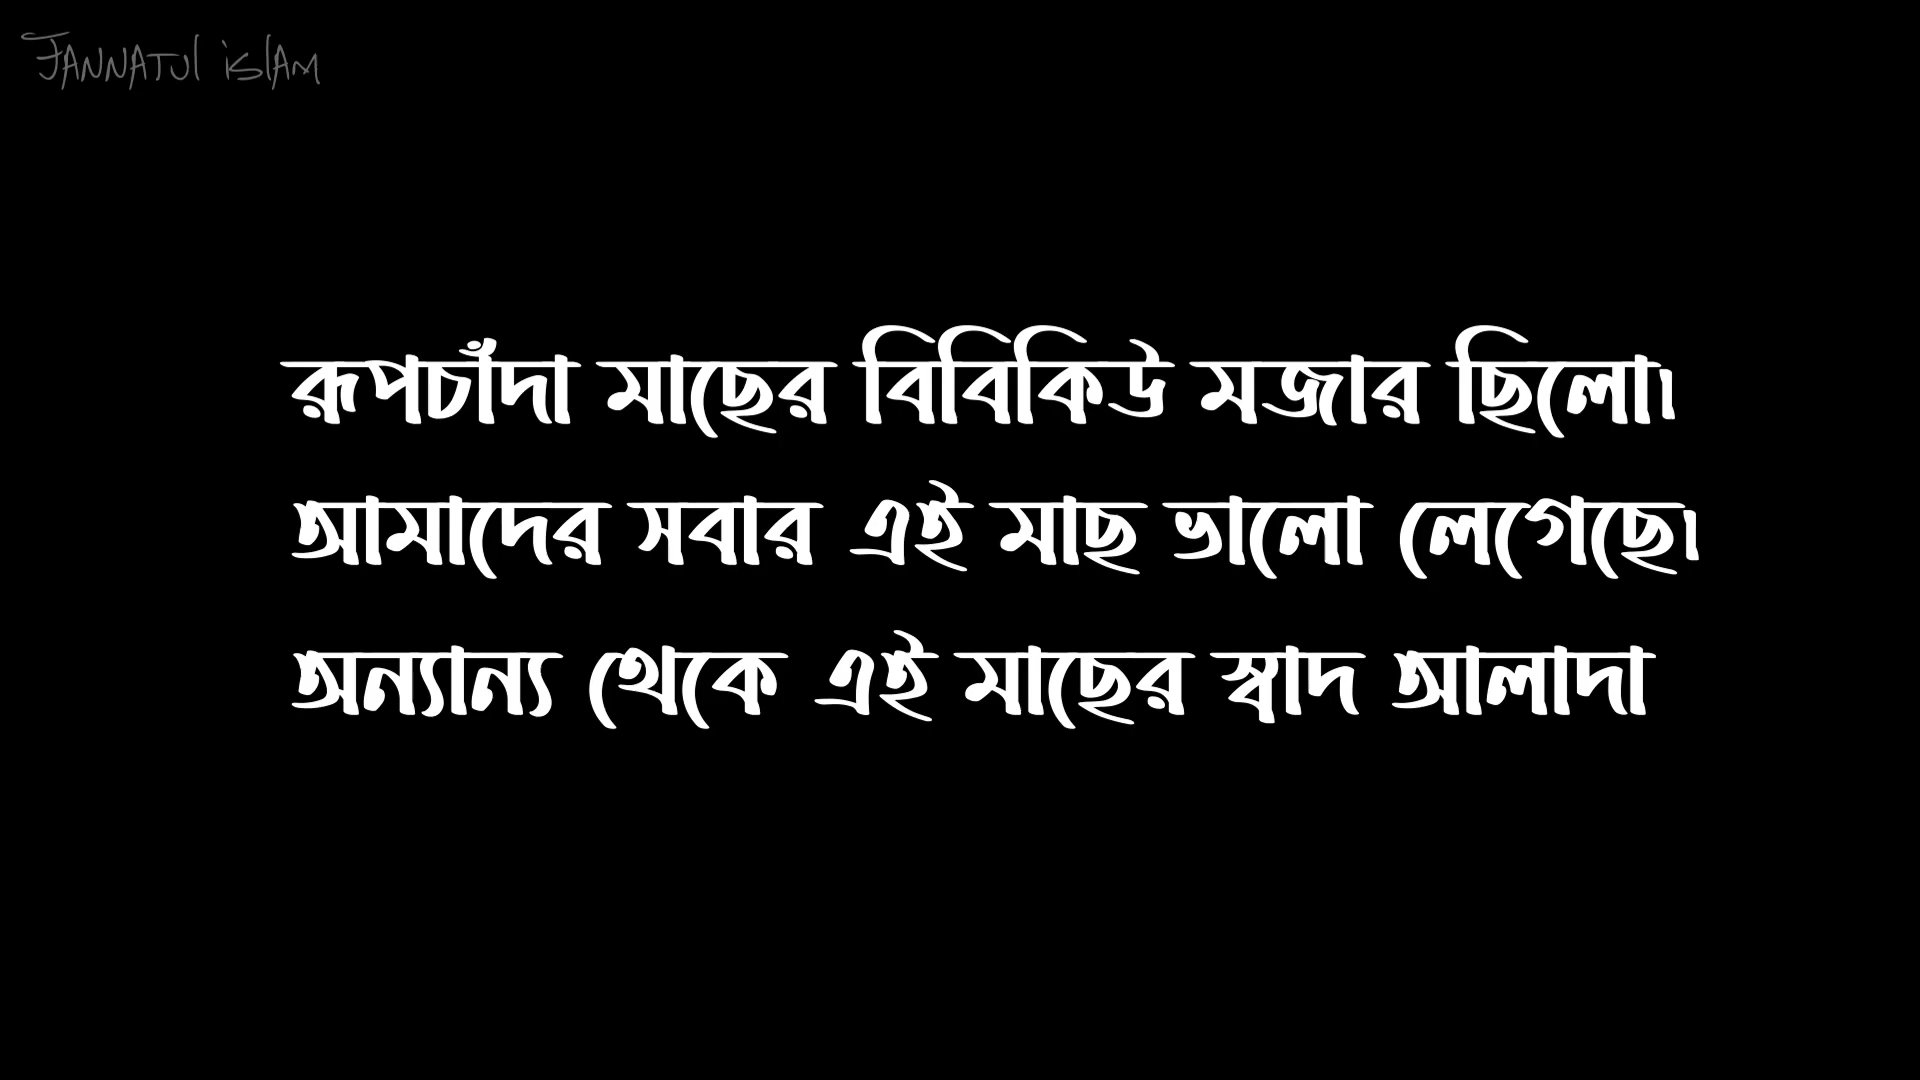 JANNATUL iSlAM
রূপচাঁদা মাছের বিবিকিউ মজার ছিলো।
আমাদের সবার এই মাছ ভালো লেগেছে।
অন্যান্য থেকে এই মাছের স্বাদ আলাদা